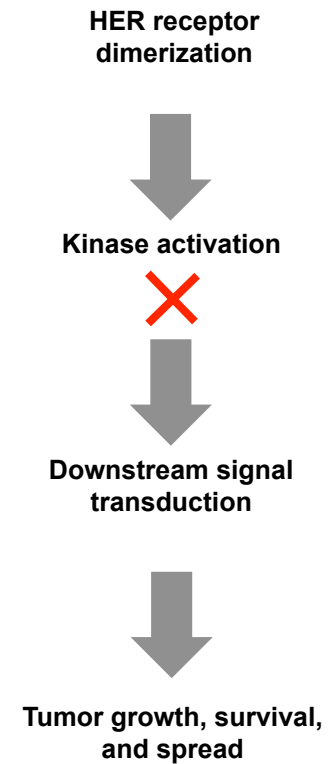 HER receptor
dimerization
Kinase activation
Downstream signal
transduction
Tumor growth, survival,
and spread